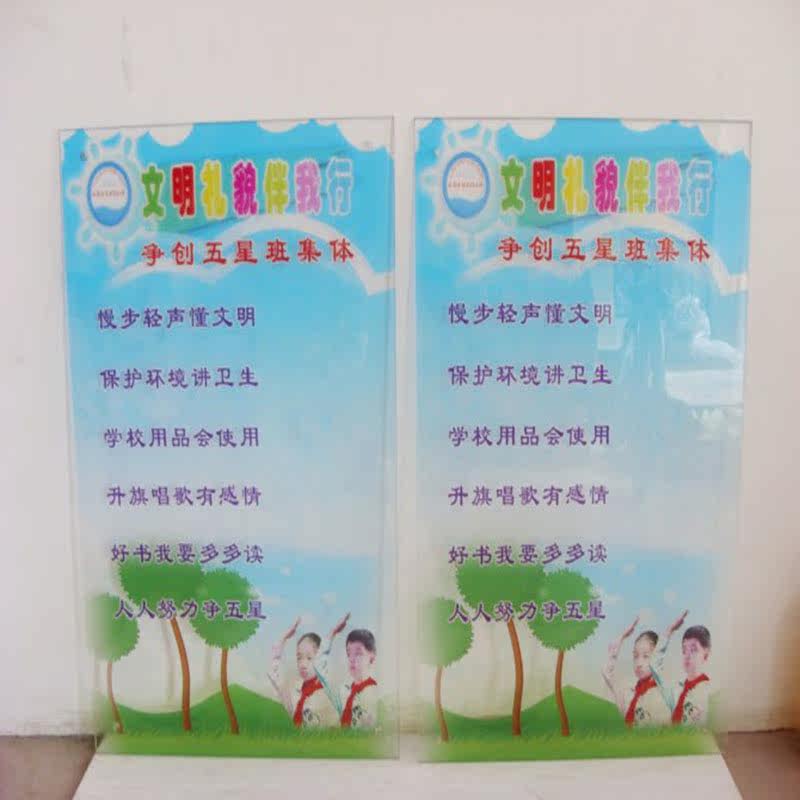 文明礼貌伴我行
争创五星班集体
慢步轻声懂文明
保护环境讲卫生
学校用品会使用
升旗唱歌有感情
好书我要多多读
人人努力争五星
文明礼貌伴我行
争创五星班集体
慢步轻声懂文明
保护环境讲卫生
学校用品会使用
升旗唱歌有感情
好书我要多多读
人人努力争五星